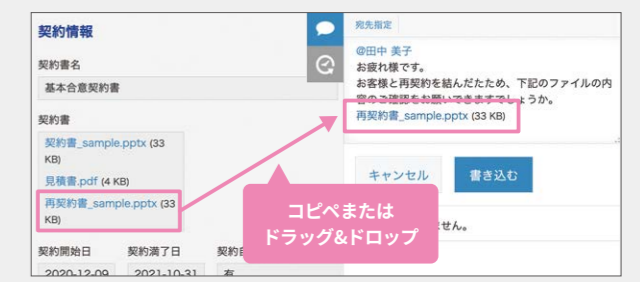 契約情報
契約書名
基本合意契約書
契約書
契約書_sample.pptx (33
KB)
見積書.pdf (4 KB)
再契約書_sample.pptx (33
KB)
契約開始日 契約満了日 契約自
2020-12-09 2021-10-31 有
宛先指定
@田中 美子
お疲れ様です。
お客様と再契約を結んだため、下記のファイルの内
容のご確認をお願いできますでしょうか。
再契約書_sample.pptx (33 KB)
キャンセル 書き込む
せん。
コピペまたは
ドラッグ&ドロップ